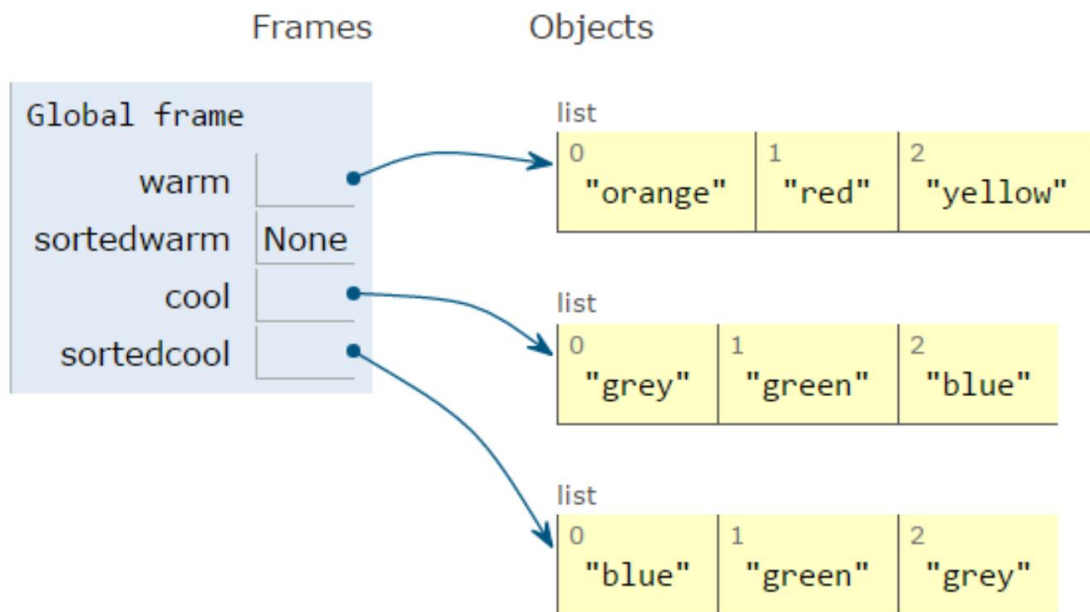 Frames Objects
Global frame
warm
sortedwarm None
cool
sortedcool
list
0 1 2
"orange" "red" "yellow"
list
0 1 2
"grey" "green" "blue"
list
0 1 2
"blue" "green" "grey"